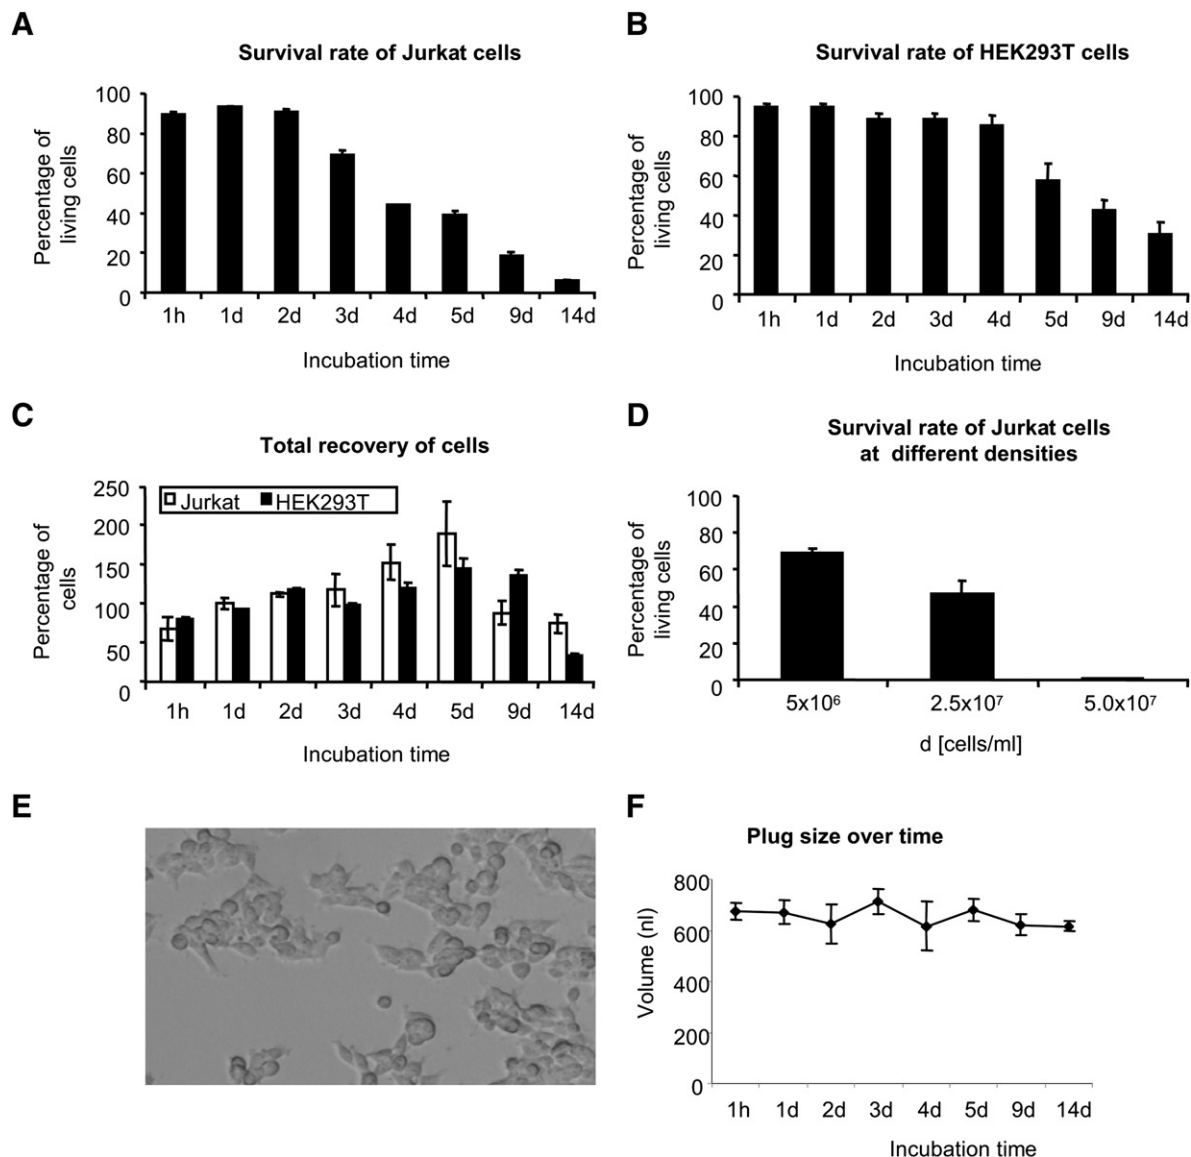 A
Survival rate of Jurkat cells
Percentage of
living cells
100
80
60
40
20
0
1h 1d 2d 3d 4d 5d 9d 14d
Incubation time
B
Survival rate of HEK293T cells
Percentage of
living cells
100
80
60
40
20
0
1h 1d 2d 3d 4d 5d 9d 14d
Incubation time
C
Total recovery of cells
Percentage of
cells
250
200
150
100
50
0
Jurkat HEK293T
1h 1d 2d 3d 4d 5d 9d 14d
Incubation time
D
Survival rate of Jurkat cells
at different densities
Percentage of
living cells
100
80
60
40
20
0
5x10⁶ 2.5x10⁷ 5.0x10⁷
d [cells/ml]
E
F
Plug size over time
Volume (nl)
800
600
400
200
0
1h 1d 2d 3d 4d 5d 9d 14d
Incubation time